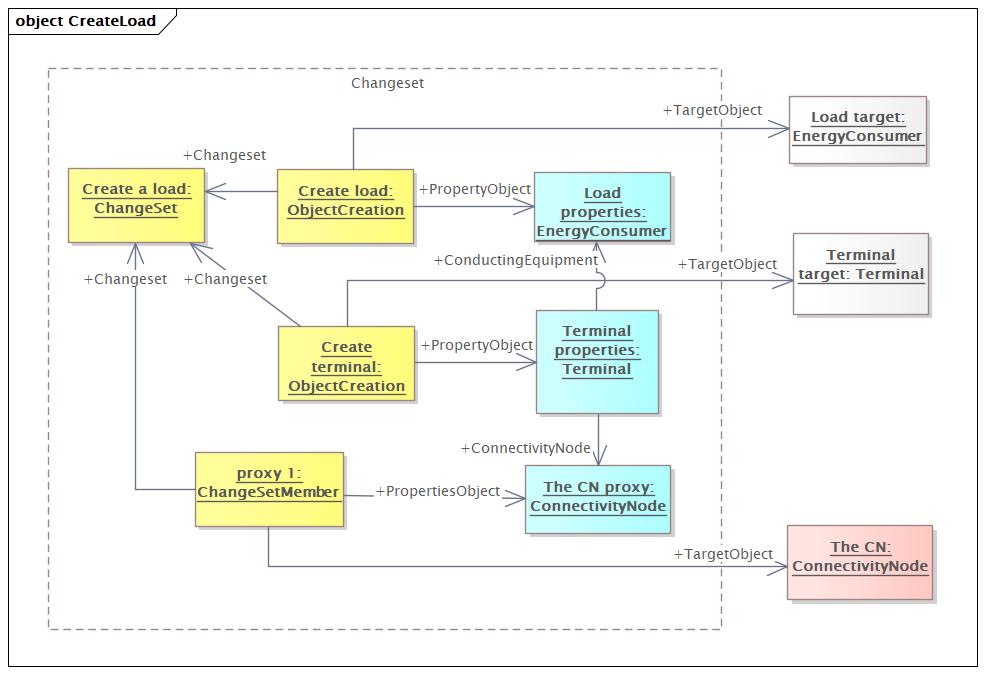 object CreateLoad
Changeset
+TargetObject
Load target:
EnergyConsumer
+Changeset
Create a load:
ChangeSet
Create load:
ObjectCreation
+PropertyObject
Load
properties:
EnergyConsumer
+ConductingEquipment
+TargetObject
Terminal
target: Terminal
+Changeset
+Changeset
Create
terminal:
ObjectCreation
+PropertyObject
Terminal
properties:
Terminal
+ConnectivityNode
proxy 1:
ChangeSetMember
+PropertiesObject
The CN proxy:
ConnectivityNode
+TargetObject
The CN:
ConnectivityNode